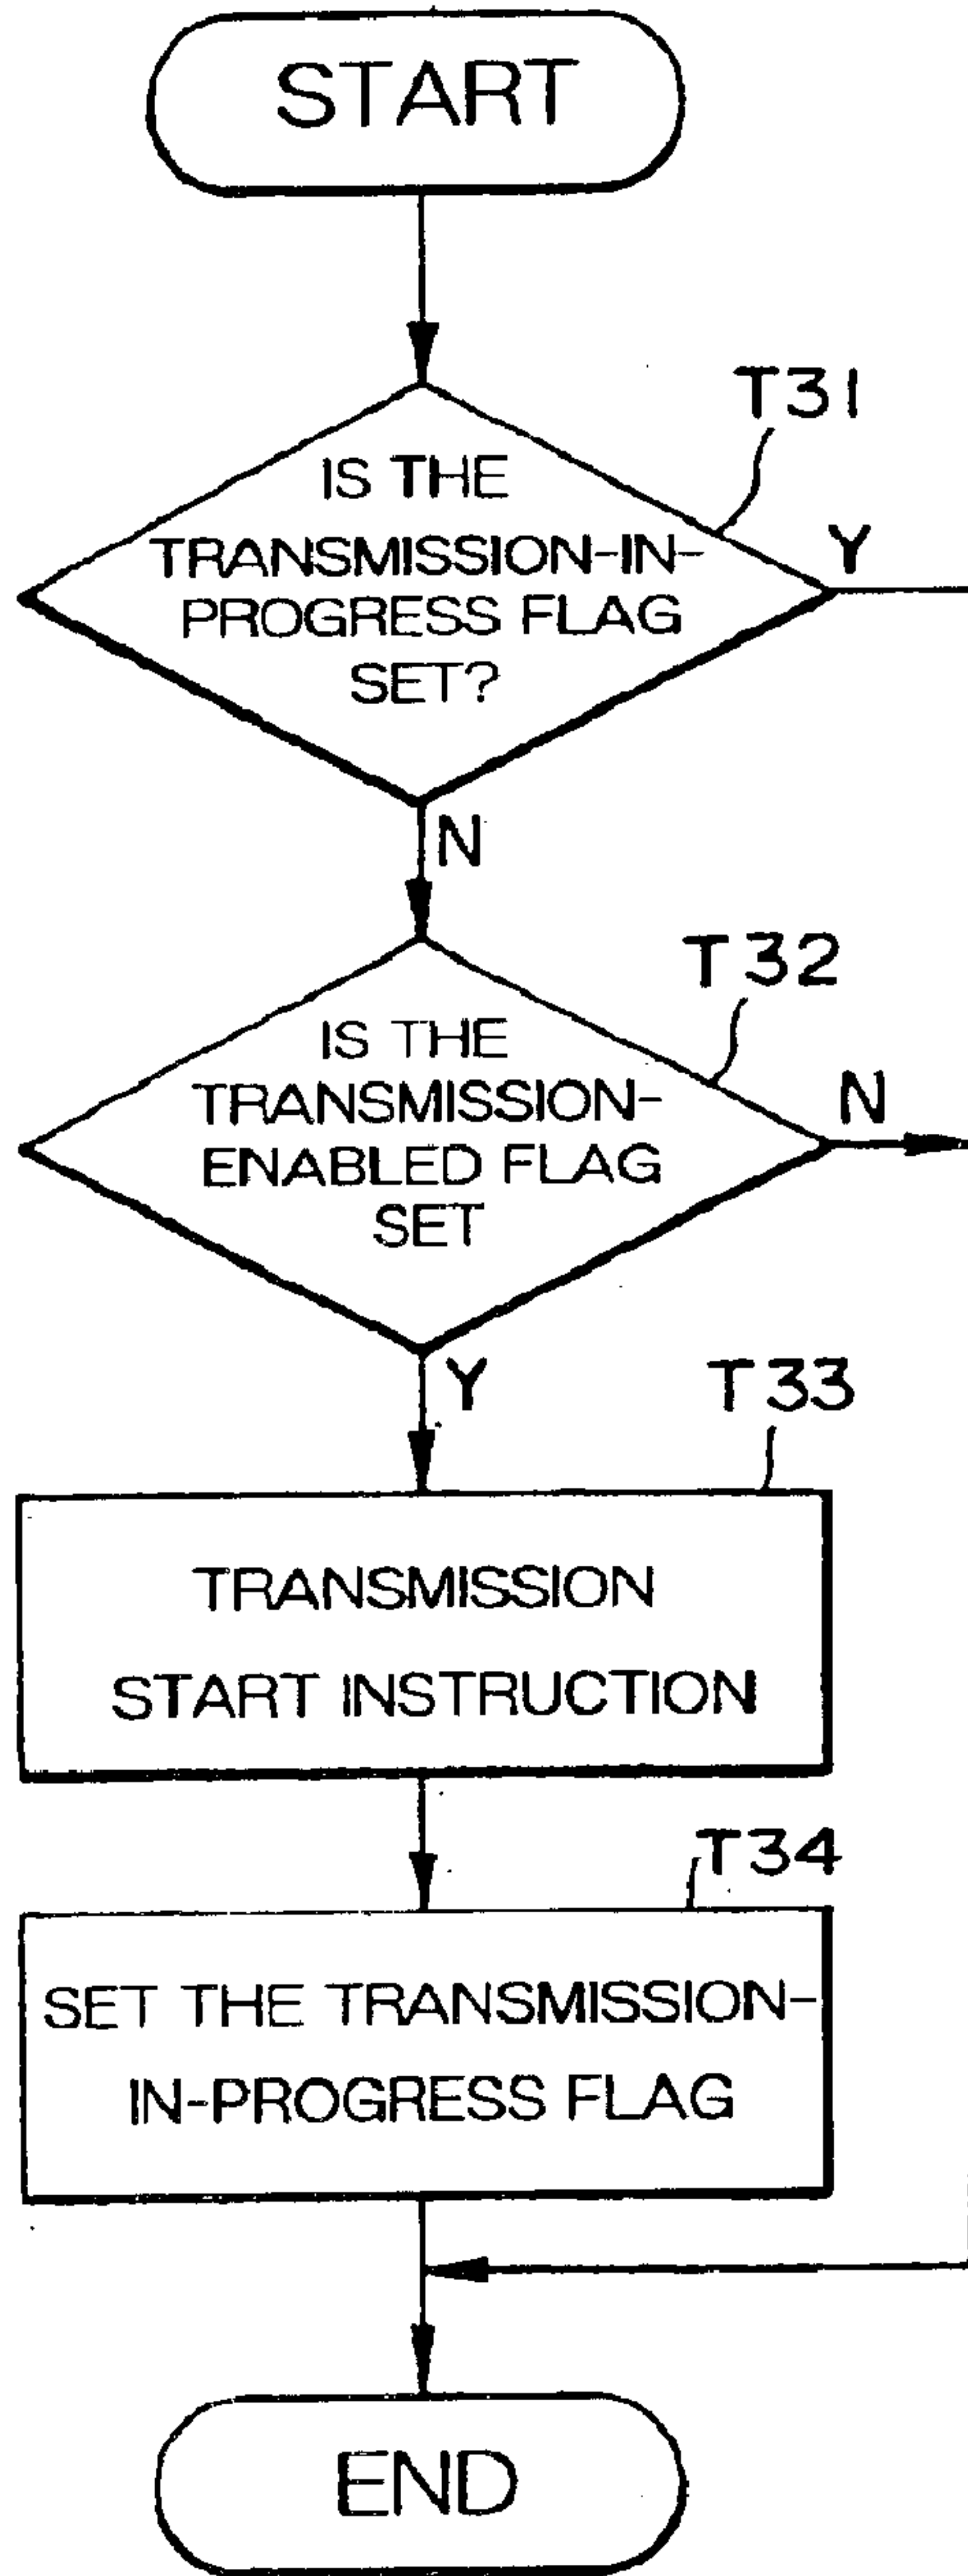 START
T31
IS THE
TRANSMISSION-IN-
PROGRESS FLAG
SET?
Y
N
T32
IS THE
TRANSMISSION-
ENABLED FLAG
SET
N
Y
T33
TRANSMISSION
START INSTRUCTION
T34
SET THE TRANSMISSION-
IN-PROGRESS FLAG
END